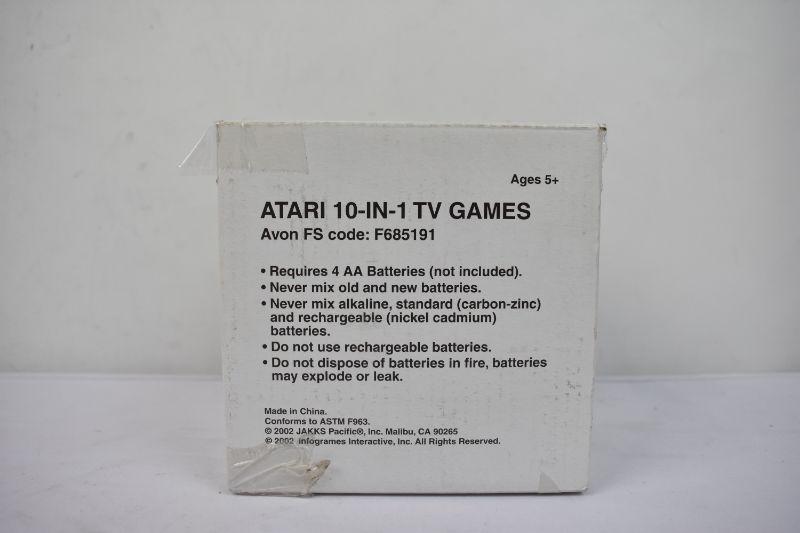 Ages 5+
ATARI 10-IN-1 TV GAMES
Avon FS code: F685191
• Requires 4 AA Batteries (not included).
• Never mix old and new batteries.
• Never mix alkaline, standard (carbon-zinc)
and rechargeable (nickel cadmium)
batteries.
• Do not use rechargeable batteries.
• Do not dispose of batteries in fire, batteries
may explode or leak.
Made in China.
Conforms to ASTM F963.
© 2002 JAKKS Pacific®, Inc. Malibu, CA 90265
© 2002 Infogrames Interactive, Inc. All Rights Reserved.